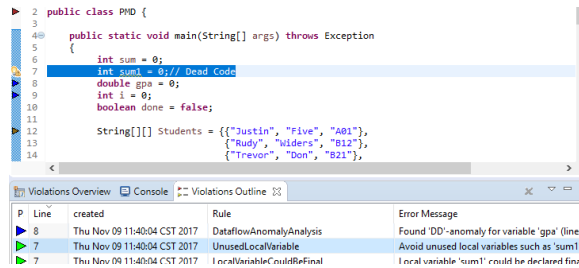 2 public class PMD {
3
4 public static void main(String[] args) throws Exception
5 {
6 int sum = 0;
7 int sum1 = 0;// Dead Code
8 double gpa = 0;
9 int i = 0;
10 boolean done = false;
11
12 String[][] Students = {{"Justin", "Five", "A01"},
13 {"Rudy", "Widers", "B12"},
14 {"Trevor", "Don", "B21"},
Violations Overview Console Violations Outline
P Line created Rule Error Message
8 Thu Nov 09 11:40:04 CST 2017 DataflowAnomalyAnalysis Found 'DD'-anomaly for variable 'gpa' (line
7 Thu Nov 09 11:40:04 CST 2017 UnusedLocalVariable Avoid unused local variables such as 'sum1'
7 Thu Nov 09 11:40:04 CST 2017 LocalVariableCouldBeFinal Local variable 'sum1' could be declared fina